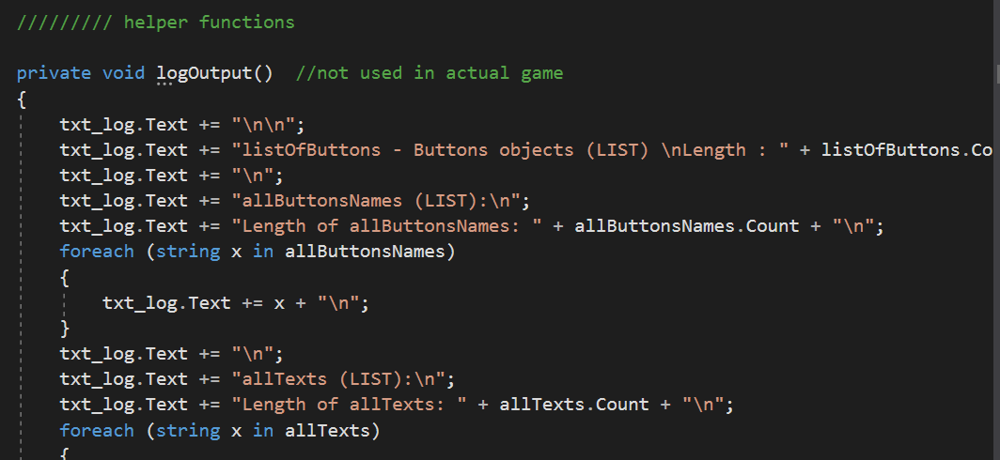 ///////// helper functions
private void logOutput()  //not used in actual game
{
    txt_log.Text += "\n\n";
    txt_log.Text += "listOfButtons - Buttons objects (LIST) \nLength : " + listOfButtons.Co
    txt_log.Text += "\n";
    txt_log.Text += "allButtonsNames (LIST):\n";
    txt_log.Text += "Length of allButtonsNames: " + allButtonsNames.Count + "\n";
    foreach (string x in allButtonsNames)
    {
        txt_log.Text += x + "\n";
    }
    txt_log.Text += "\n";
    txt_log.Text += "allTexts (LIST):\n";
    txt_log.Text += "Length of allTexts: " + allTexts.Count + "\n";
    foreach (string x in allTexts)
    {